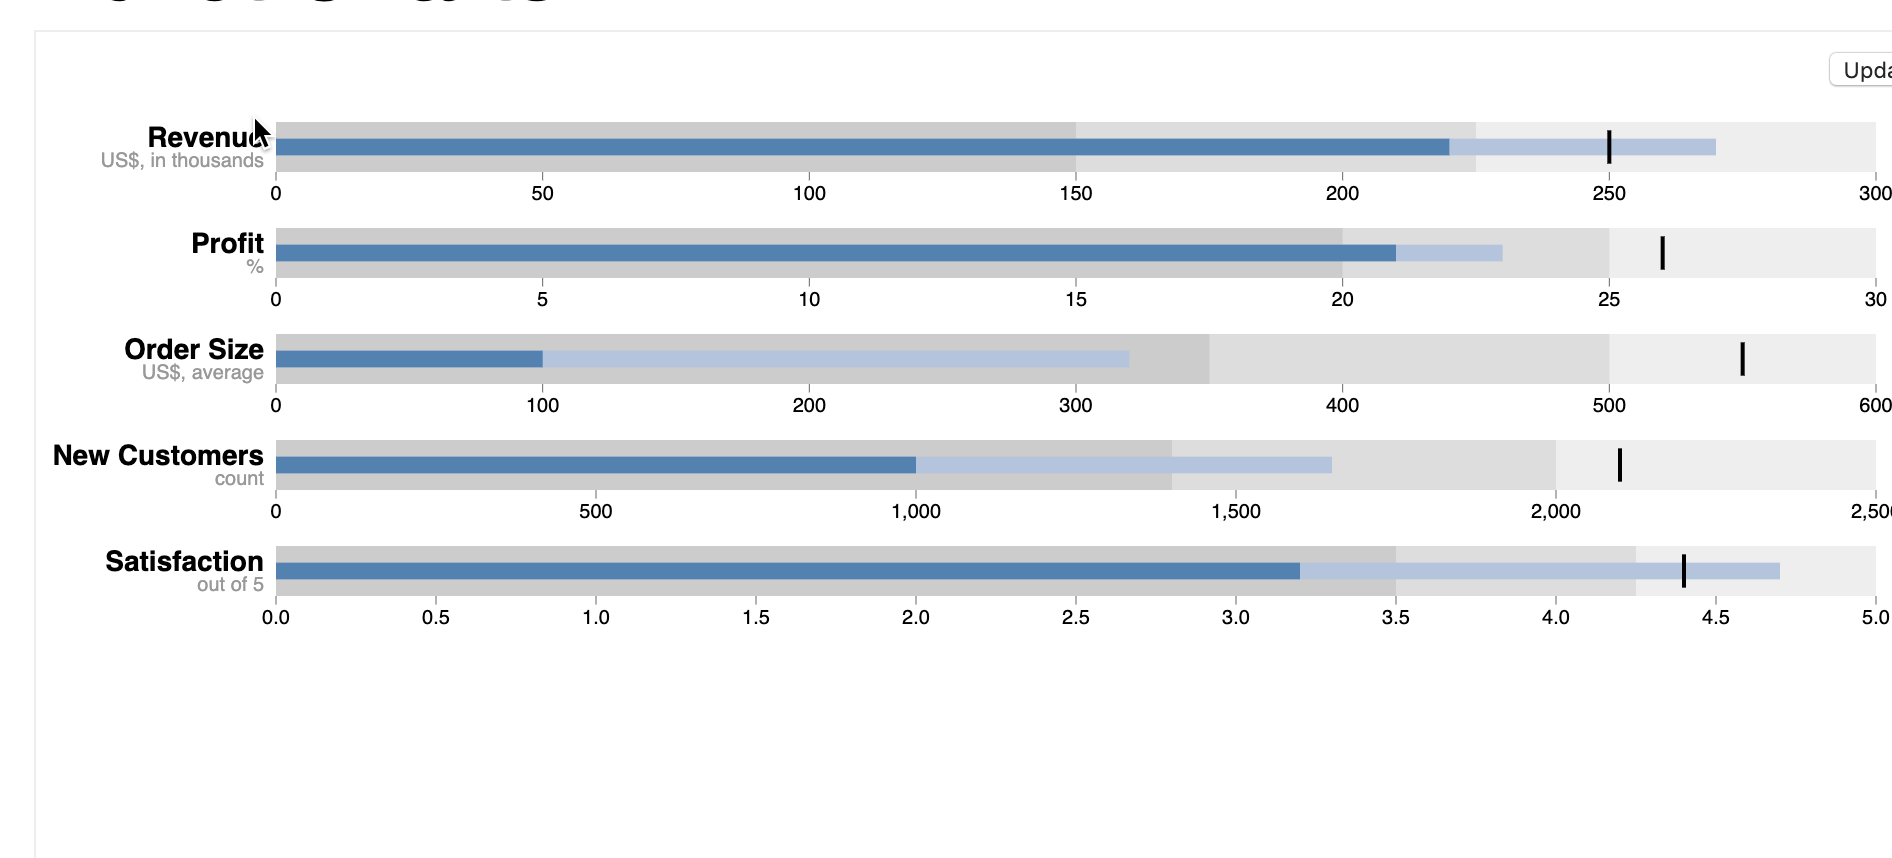 Upda
Revenue
US$, in thousands
0 50 100 150 200 250 300
Profit
%
0 5 10 15 20 25 30
Order Size
US$, average
0 100 200 300 400 500 600
New Customers
count
0 500 1,000 1,500 2,000 2,500
Satisfaction
out of 5
0.0 0.5 1.0 1.5 2.0 2.5 3.0 3.5 4.0 4.5 5.0